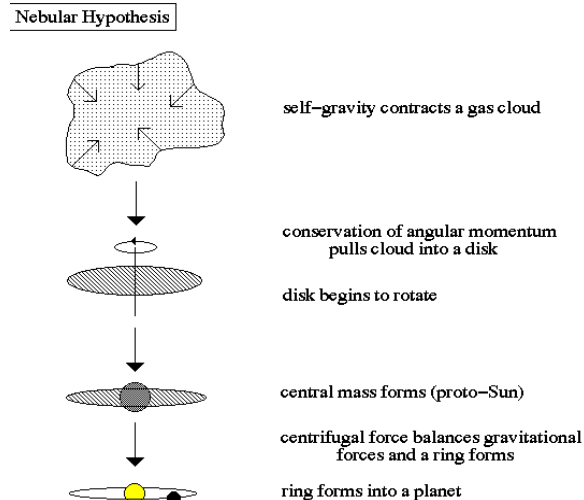 Nebular Hypothesis
self-gravity contracts a gas cloud
conservation of angular momentum
pulls cloud into a disk
disk begins to rotate
central mass forms (proto-Sun)
centrifugal force balances gravitational
forces and a ring forms
ring forms into a planet